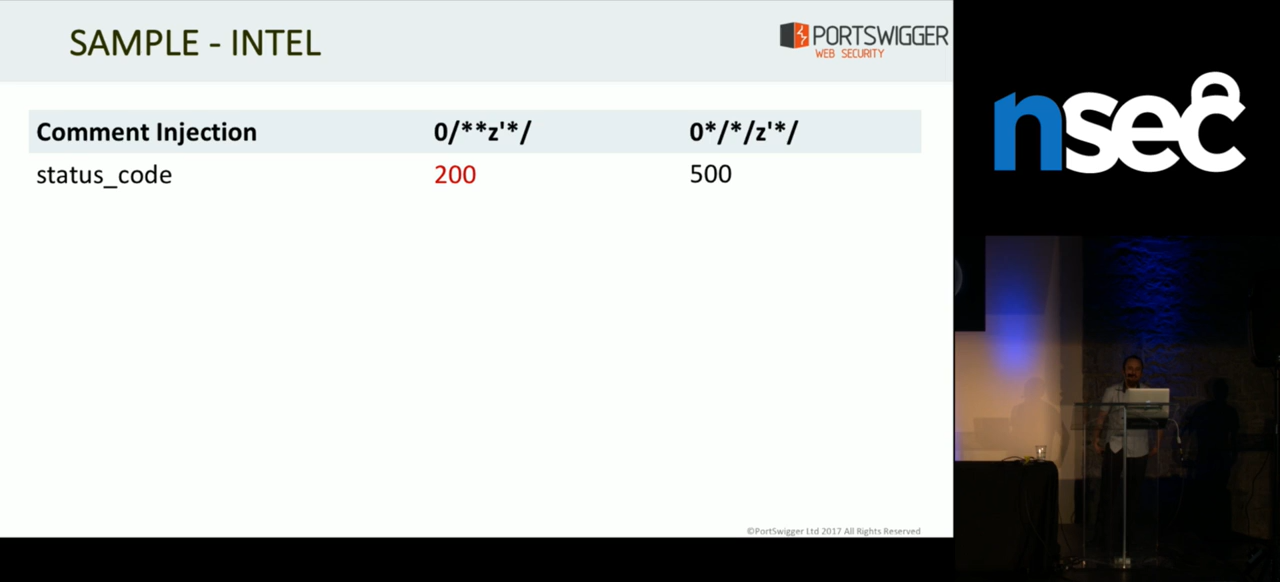 SAMPLE - INTEL
PORTSWIGGER
WEB SECURITY
Comment Injection 0/**z'*/ 0*/*/z'*/
status_code 200 500
©PortSwigger Ltd 2017 All Rights Reserved
nsec